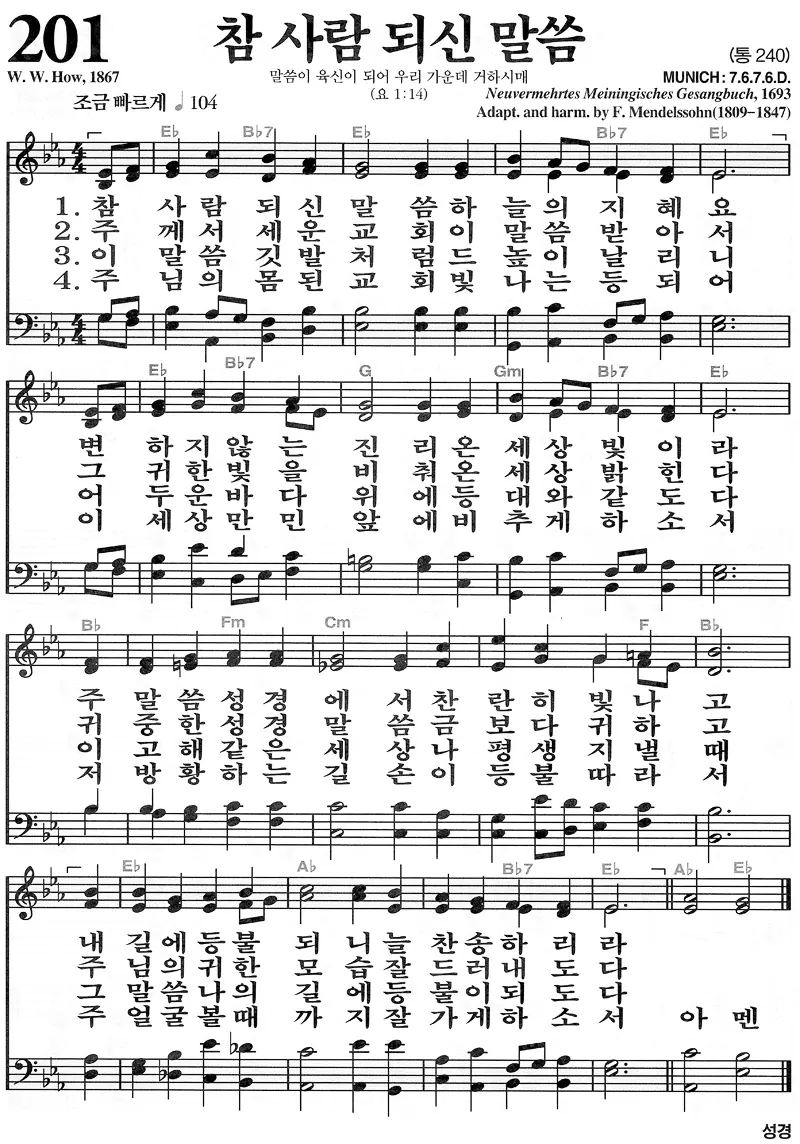 201 참 사람 되신 말씀 (통 240)
W. W. How, 1867 말씀이 육신이 되어 우리 가운데 거하시매 MUNICH : 7.6.7.6.D.
(요 1:14) Neuvermehrtes Meiningisches Gesangbuch, 1693
조금 빠르게 ♩ 104 Adapt. and harm. by F. Mendelssohn(1809-1847)
E♭ B♭7 E♭ B♭7 E♭
1. 참 사 람 되 신 말 씀 하 늘 의 지 혜 요
2. 주 께 서 세 운 교 회 이 말 씀 받 아 서
3. 이 말 씀 깃 발 처 럼 드 높 이 날 리 니
4. 주 님 의 몸 된 교 회 빛 나 는 등 되 어
E♭ B♭7 G Gm B♭7 E♭
변 하 지 않 는 진 리 온 세 상 빛 이 라
그 귀 한 빛 을 비 춰 온 세 상 밝 힌 다
어 두 운 바 다 위 에 등 대 와 같 도 다
이 세 상 만 민 앞 에 비 추 게 하 소 서
B♭ Fm Cm F B♭
주 말 씀 성 경 에 서 찬 란 히 빛 나 고
귀 중 한 성 경 말 씀 금 보 다 귀 하 고
이 고 해 같 은 세 상 나 평 생 지 낼 때
저 방 황 하 는 길 손 이 등 불 따 라 서
E♭ A♭ B♭7 E♭ A♭ E♭
내 길 에 등 불 되 니 늘 찬 송 하 리 라
주 님 의 귀 한 모 습 잘 드 러 내 도 다
그 말 씀 나 의 길 에 등 불 이 되 도 다
주 얼 굴 볼 때 까 지 잘 가 게 하 소 서 아 멘
성경